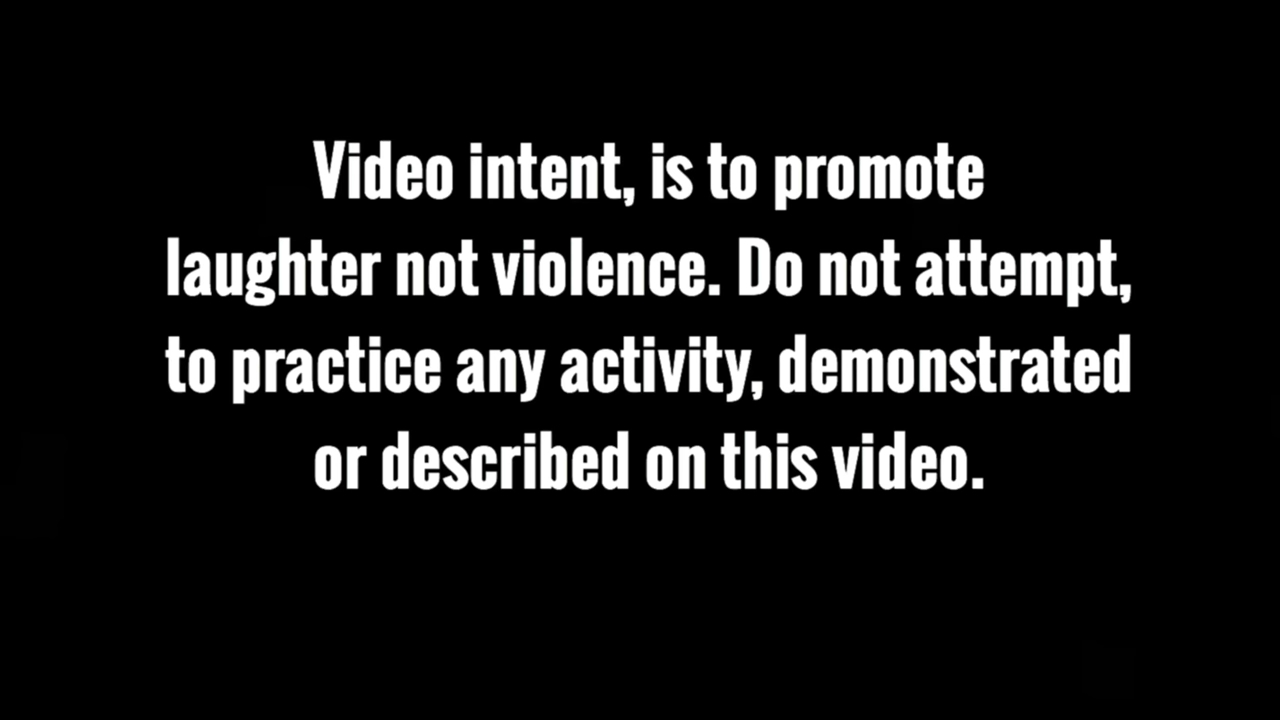 Video intent, is to promote
laughter not violence. Do not attempt,
to practice any activity, demonstrated
or described on this video.